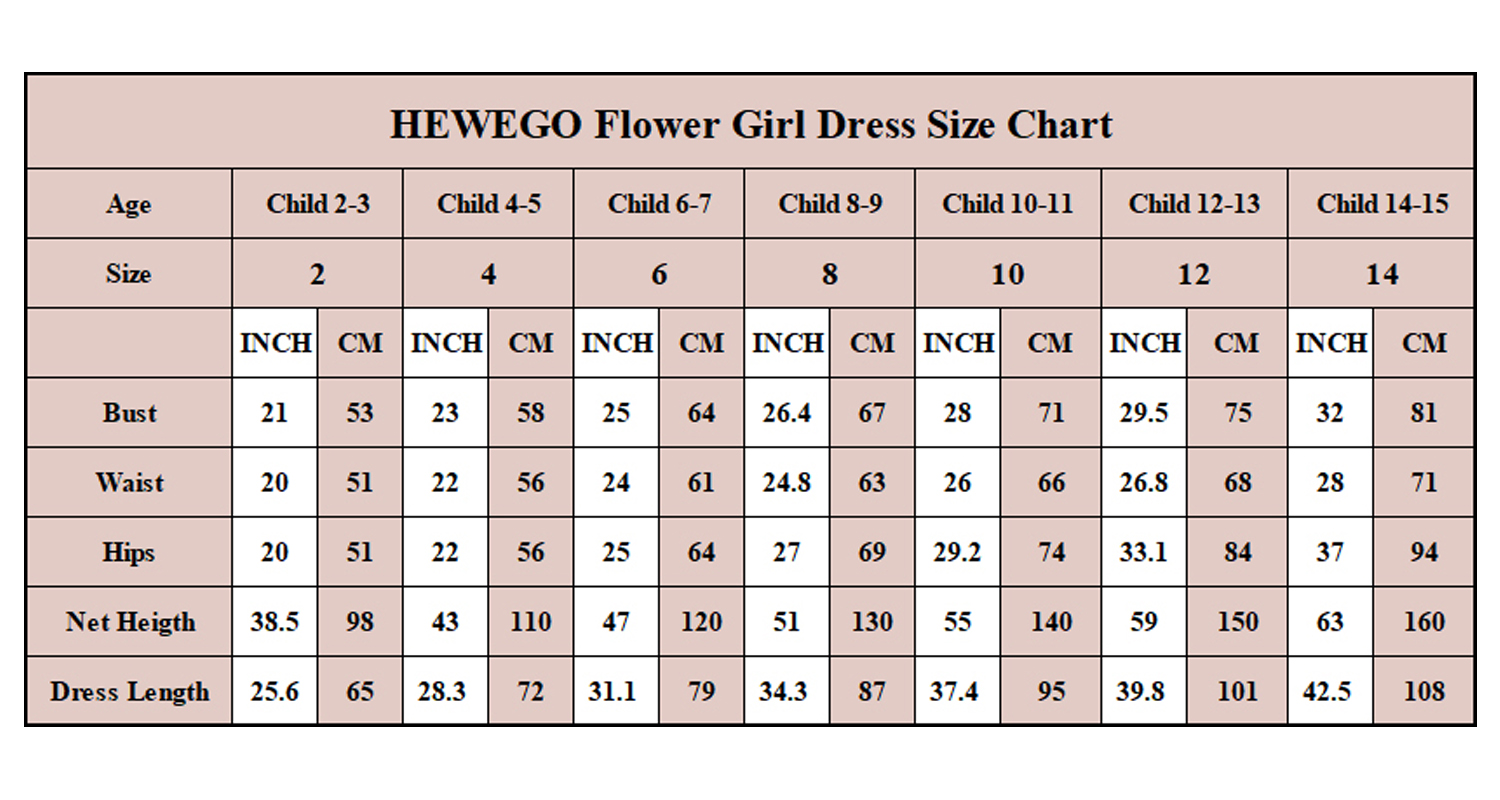 HEWEGO Flower Girl Dress Size Chart
Age Child 2-3 Child 4-5 Child 6-7 Child 8-9 Child 10-11 Child 12-13 Child 14-15
Size 2 4 6 8 10 12 14
INCH CM INCH CM INCH CM INCH CM INCH CM INCH CM INCH CM
Bust 21 53 23 58 25 64 26.4 67 28 71 29.5 75 32 81
Waist 20 51 22 56 24 61 24.8 63 26 66 26.8 68 28 71
Hips 20 51 22 56 25 64 27 69 29.2 74 33.1 84 37 94
Net Heigth 38.5 98 43 110 47 120 51 130 55 140 59 150 63 160
Dress Length 25.6 65 28.3 72 31.1 79 34.3 87 37.4 95 39.8 101 42.5 108